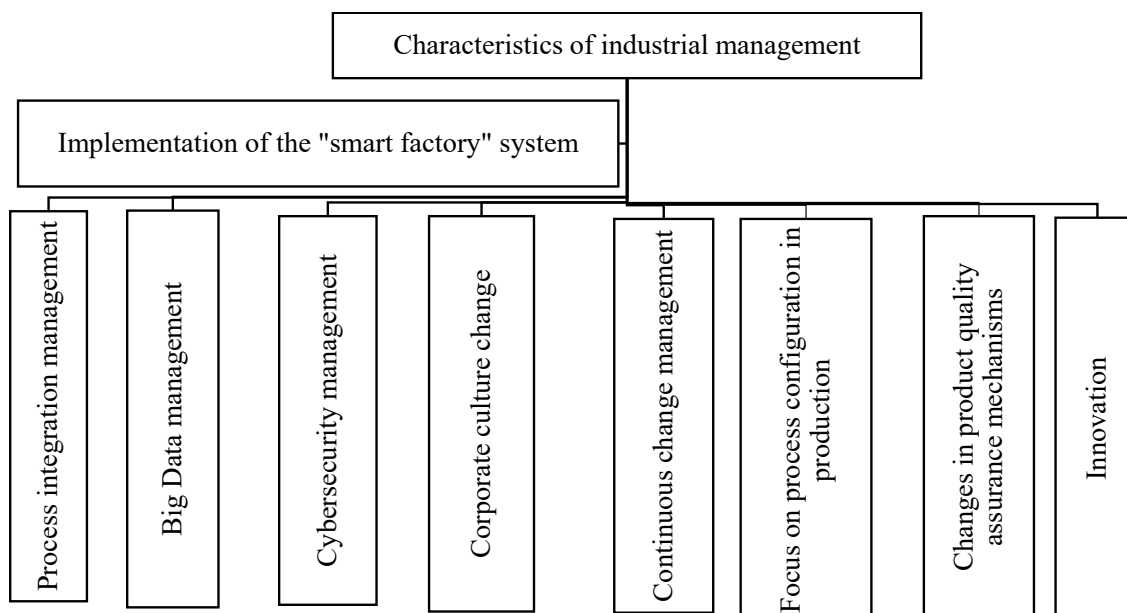 Characteristics of industrial management
Implementation of the "smart factory" system
Process integration management
Big Data management
Cybersecurity management
Corporate culture change
Continuous change management
Focus on process configuration in
production
Changes in product quality
assurance mechanisms
Innovation